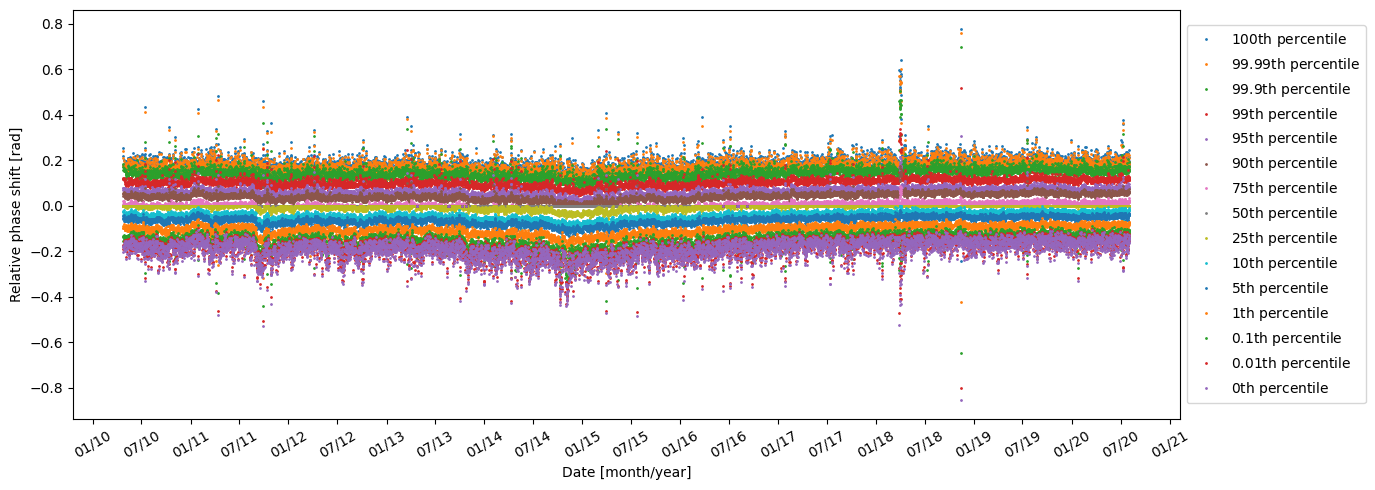 0.8
0.6
0.4
0.2
0.0
−0.2
−0.4
−0.6
−0.8
Relative phase shift [rad]
01/10
07/10
01/11
07/11
01/12
07/12
01/13
07/13
01/14
07/14
01/15
07/15
01/16
07/16
01/17
07/17
01/18
07/18
01/19
07/19
01/20
07/20
01/21
Date [month/year]
100th percentile
99.99th percentile
99.9th percentile
99th percentile
95th percentile
90th percentile
75th percentile
50th percentile
25th percentile
10th percentile
5th percentile
1th percentile
0.1th percentile
0.01th percentile
0th percentile